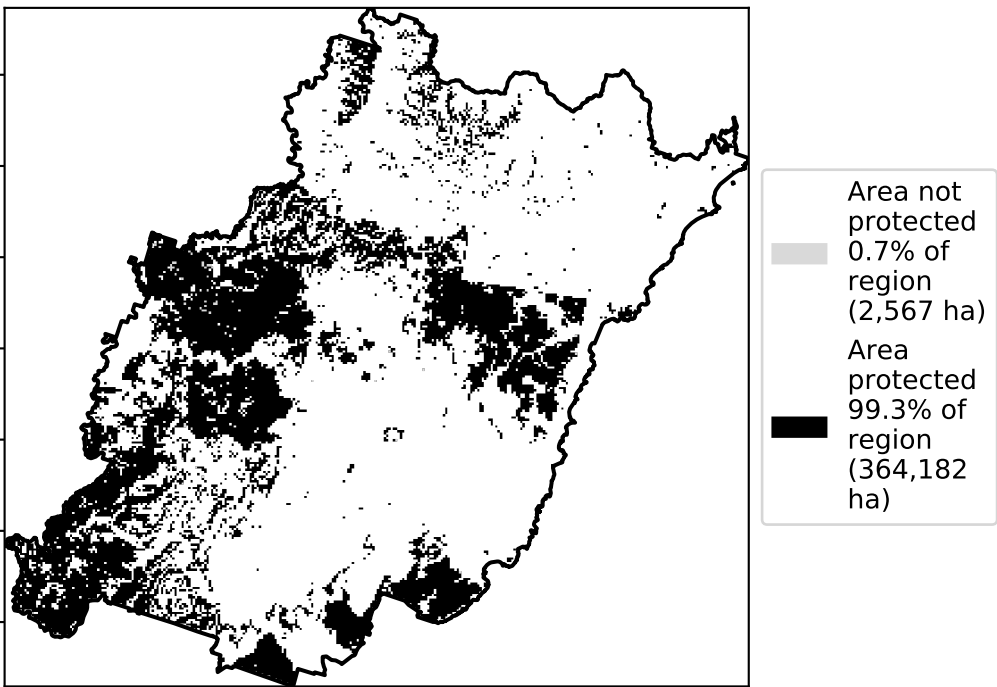 Area not
protected
0.7% of
region
(2,567 ha)
Area
protected
99.3% of
region
(364,182
ha)